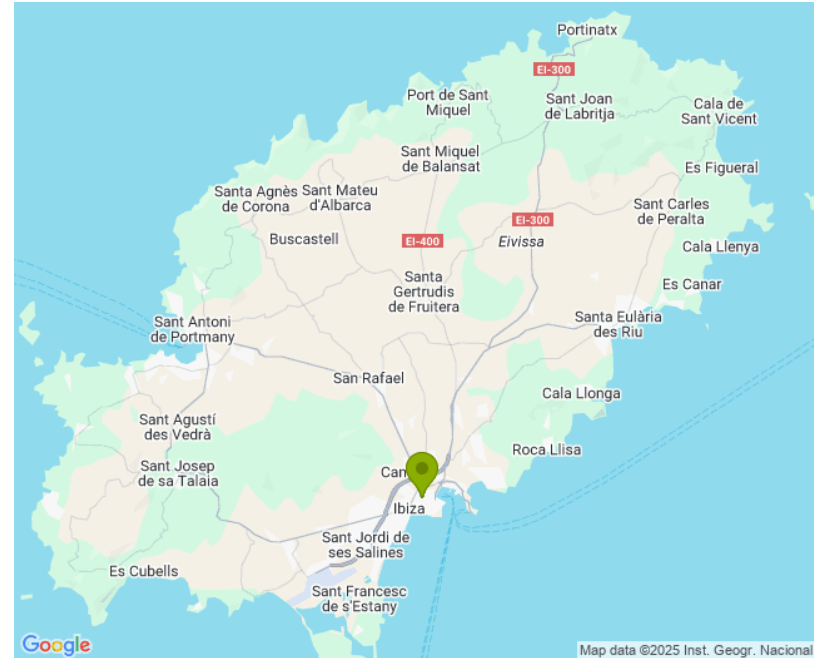 Portinatx
EI-300
Port de Sant
Miquel
Sant Joan
de Labritja
Cala de
Sant Vicent
Sant Miquel
de Balansat
Es Figueral
Santa Agnès
de Corona
Sant Mateu
d'Albarca
Sant Carles
de Peralta
EI-300
Buscastell
EI-400
Eivissa
Cala Llenya
Santa
Gertrudis
de Fruitera
Es Canar
Sant Antoni
de Portmany
Santa Eulària
des Riu
San Rafael
Cala Llonga
Sant Agustí
des Vedrà
Roca Llisa
Sant Josep
de sa Talaia
Can
Ibiza
Sant Jordi de
ses Salines
Es Cubells
Sant Francesc
de s'Estany
Google
Map data ©2025 Inst. Geogr. Nacional